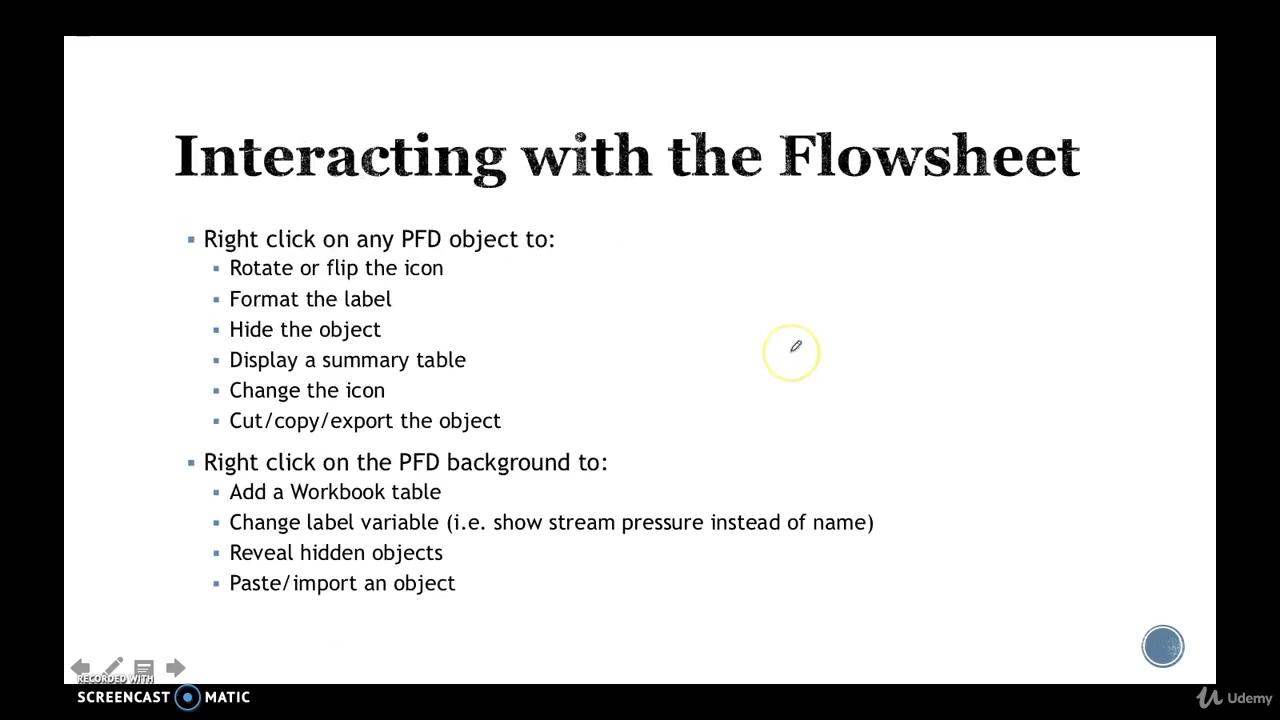 Interacting with the Flowsheet
Right click on any PFD object to:
Rotate or flip the icon
Format the label
Hide the object
Display a summary table
Change the icon
Cut/copy/export the object
Right click on the PFD background to:
Add a Workbook table
Change label variable (i.e. show stream pressure instead of name)
Reveal hidden objects
Paste/import an object
RECORDED WITH
SCREENCAST MATIC
Udemy